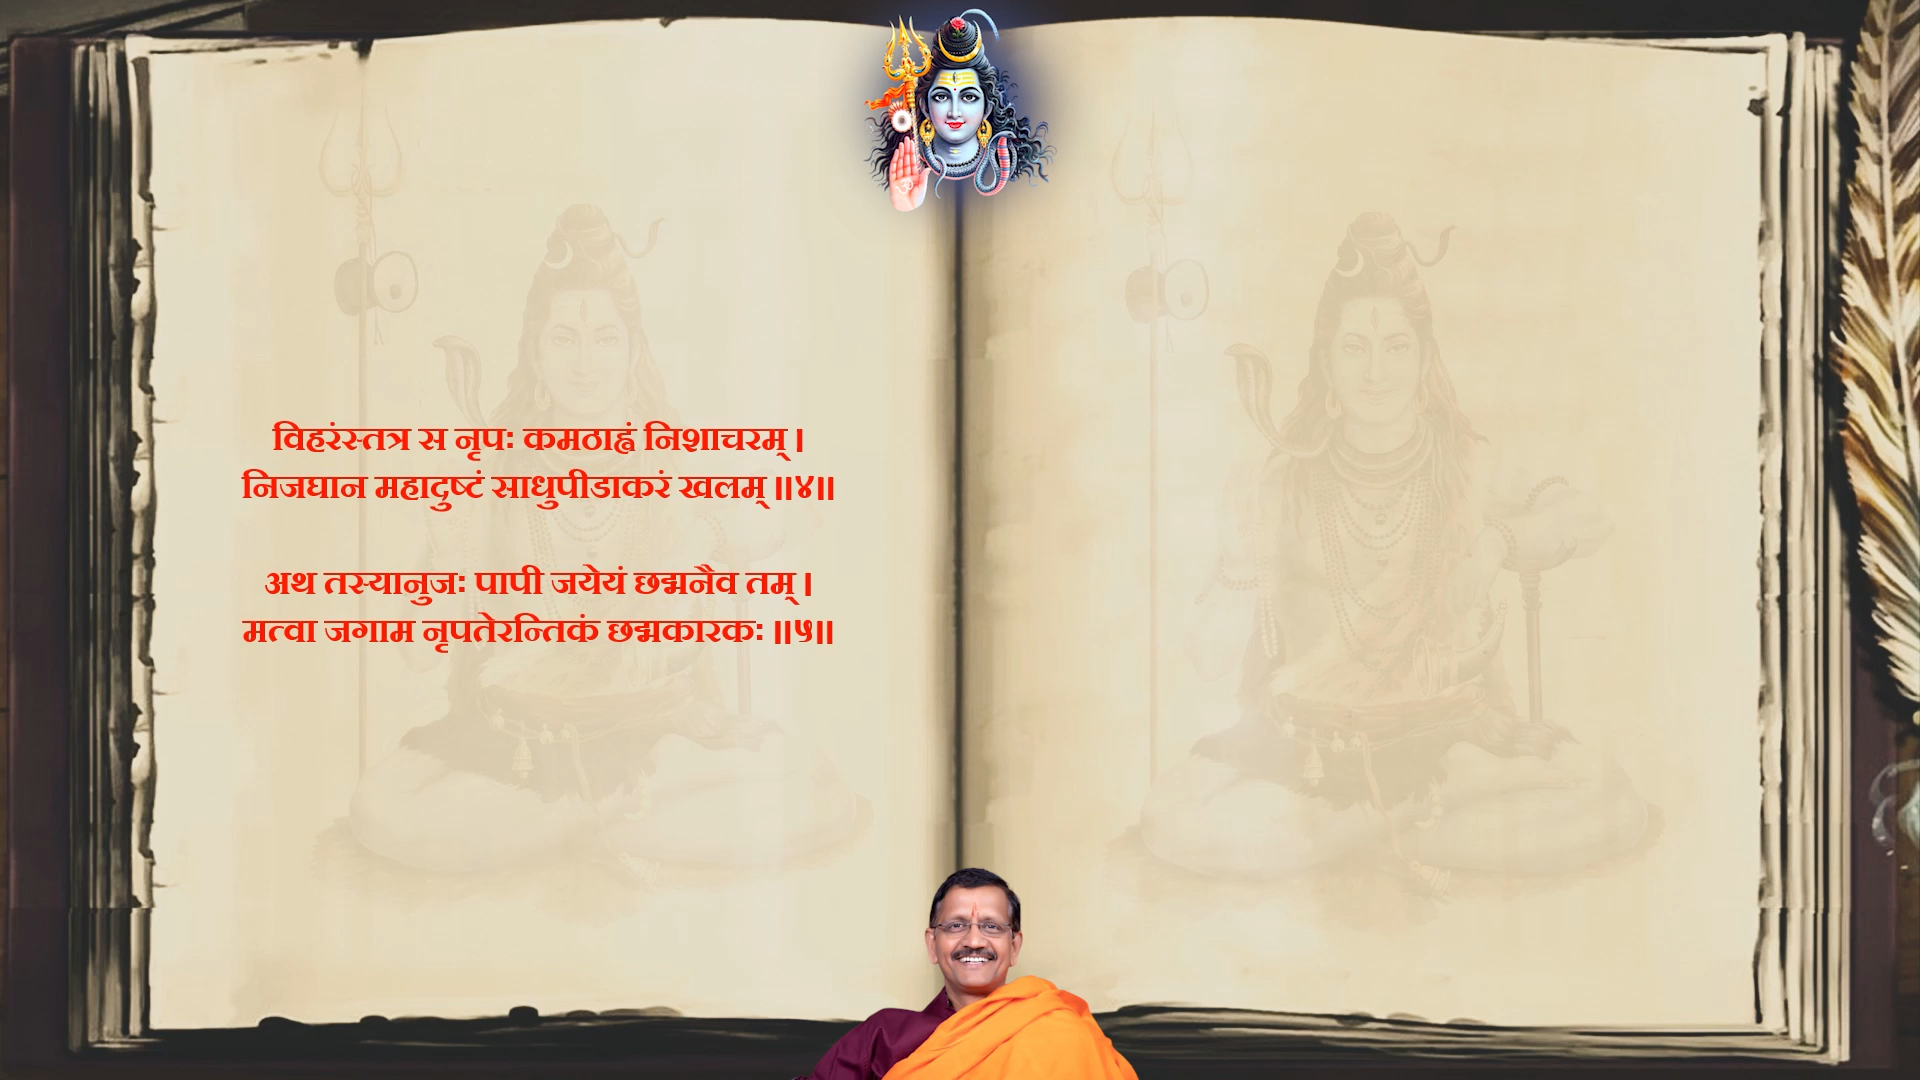 विहरंस्तत्र स नृपः कमठाह्वं निशाचरम् ।
निजघान महादुष्टं साधुपीडाकरं खलम् ॥४॥
अथ तस्यानुजः पापी जयेयं छद्मनैव तम् ।
मत्वा जगाम नृपतेरन्तिकं छद्मकारकः ॥५॥